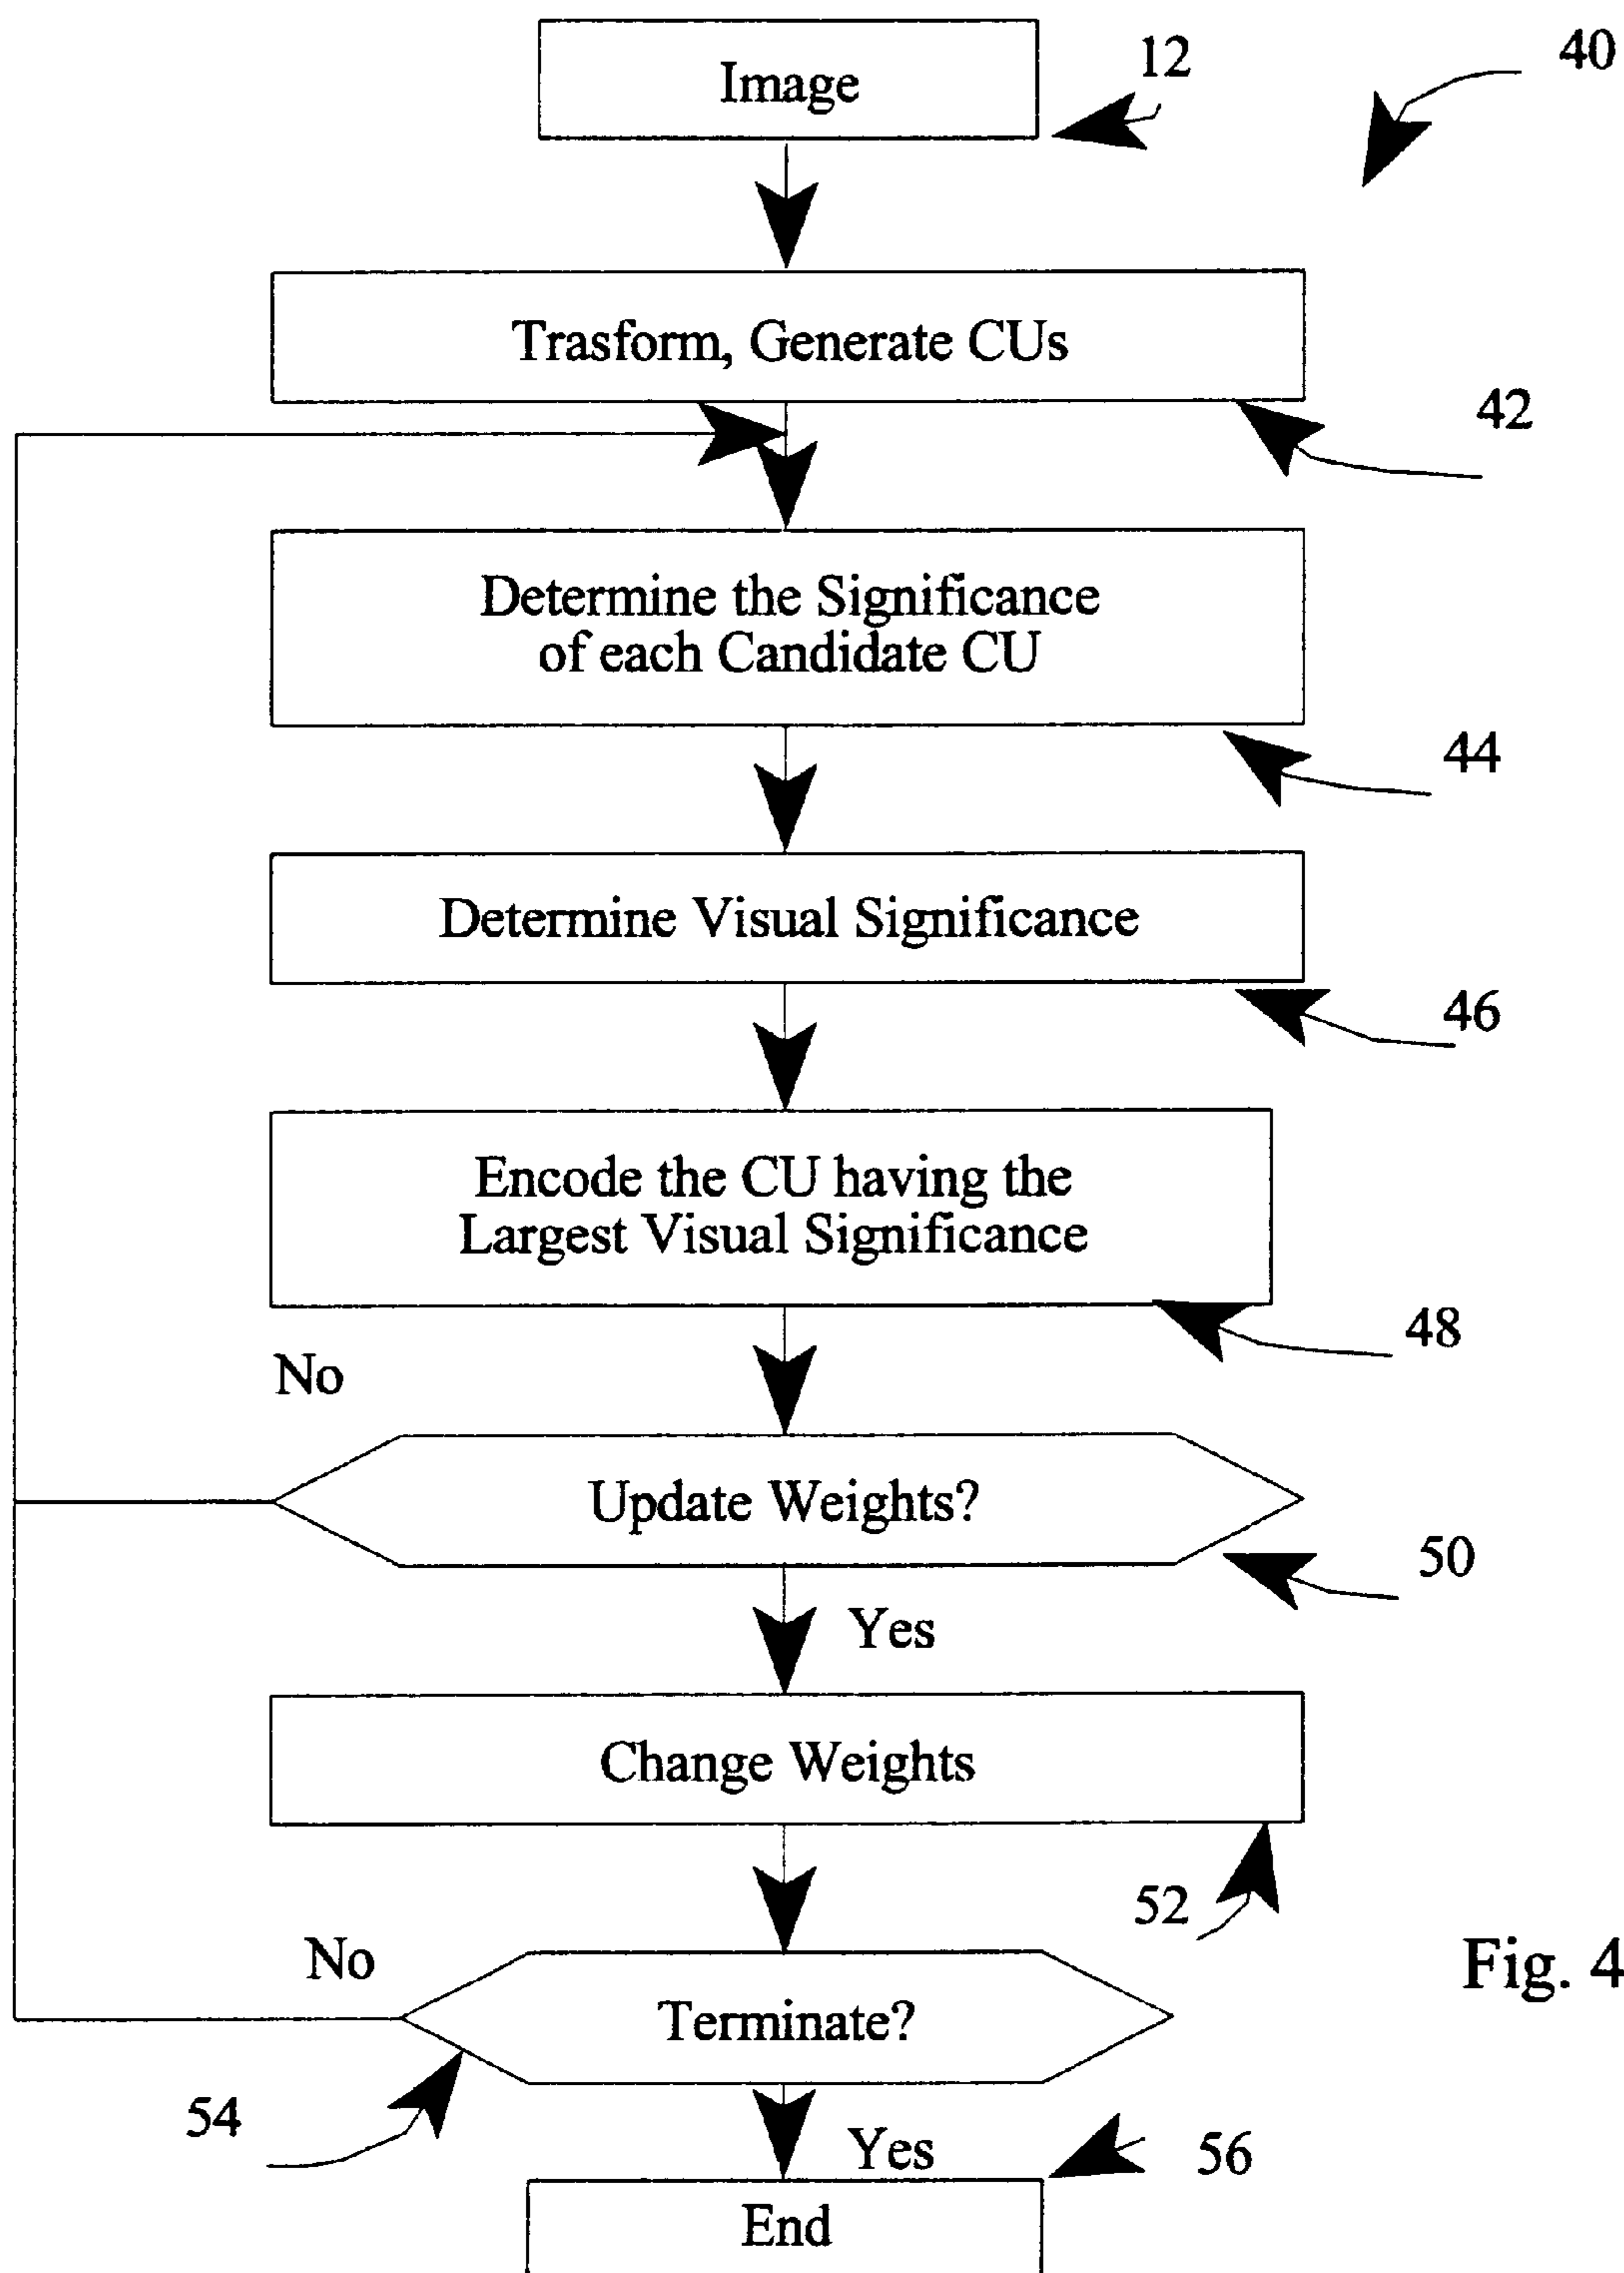 Image
12
40
Trasform, Generate CUs
42
Determine the Significance
of each Candidate CU
44
Determine Visual Significance
46
Encode the CU having the
Largest Visual Significance
48
No
Update Weights?
50
Yes
Change Weights
52
No
Fig. 4
Terminate?
54
Yes
56
End